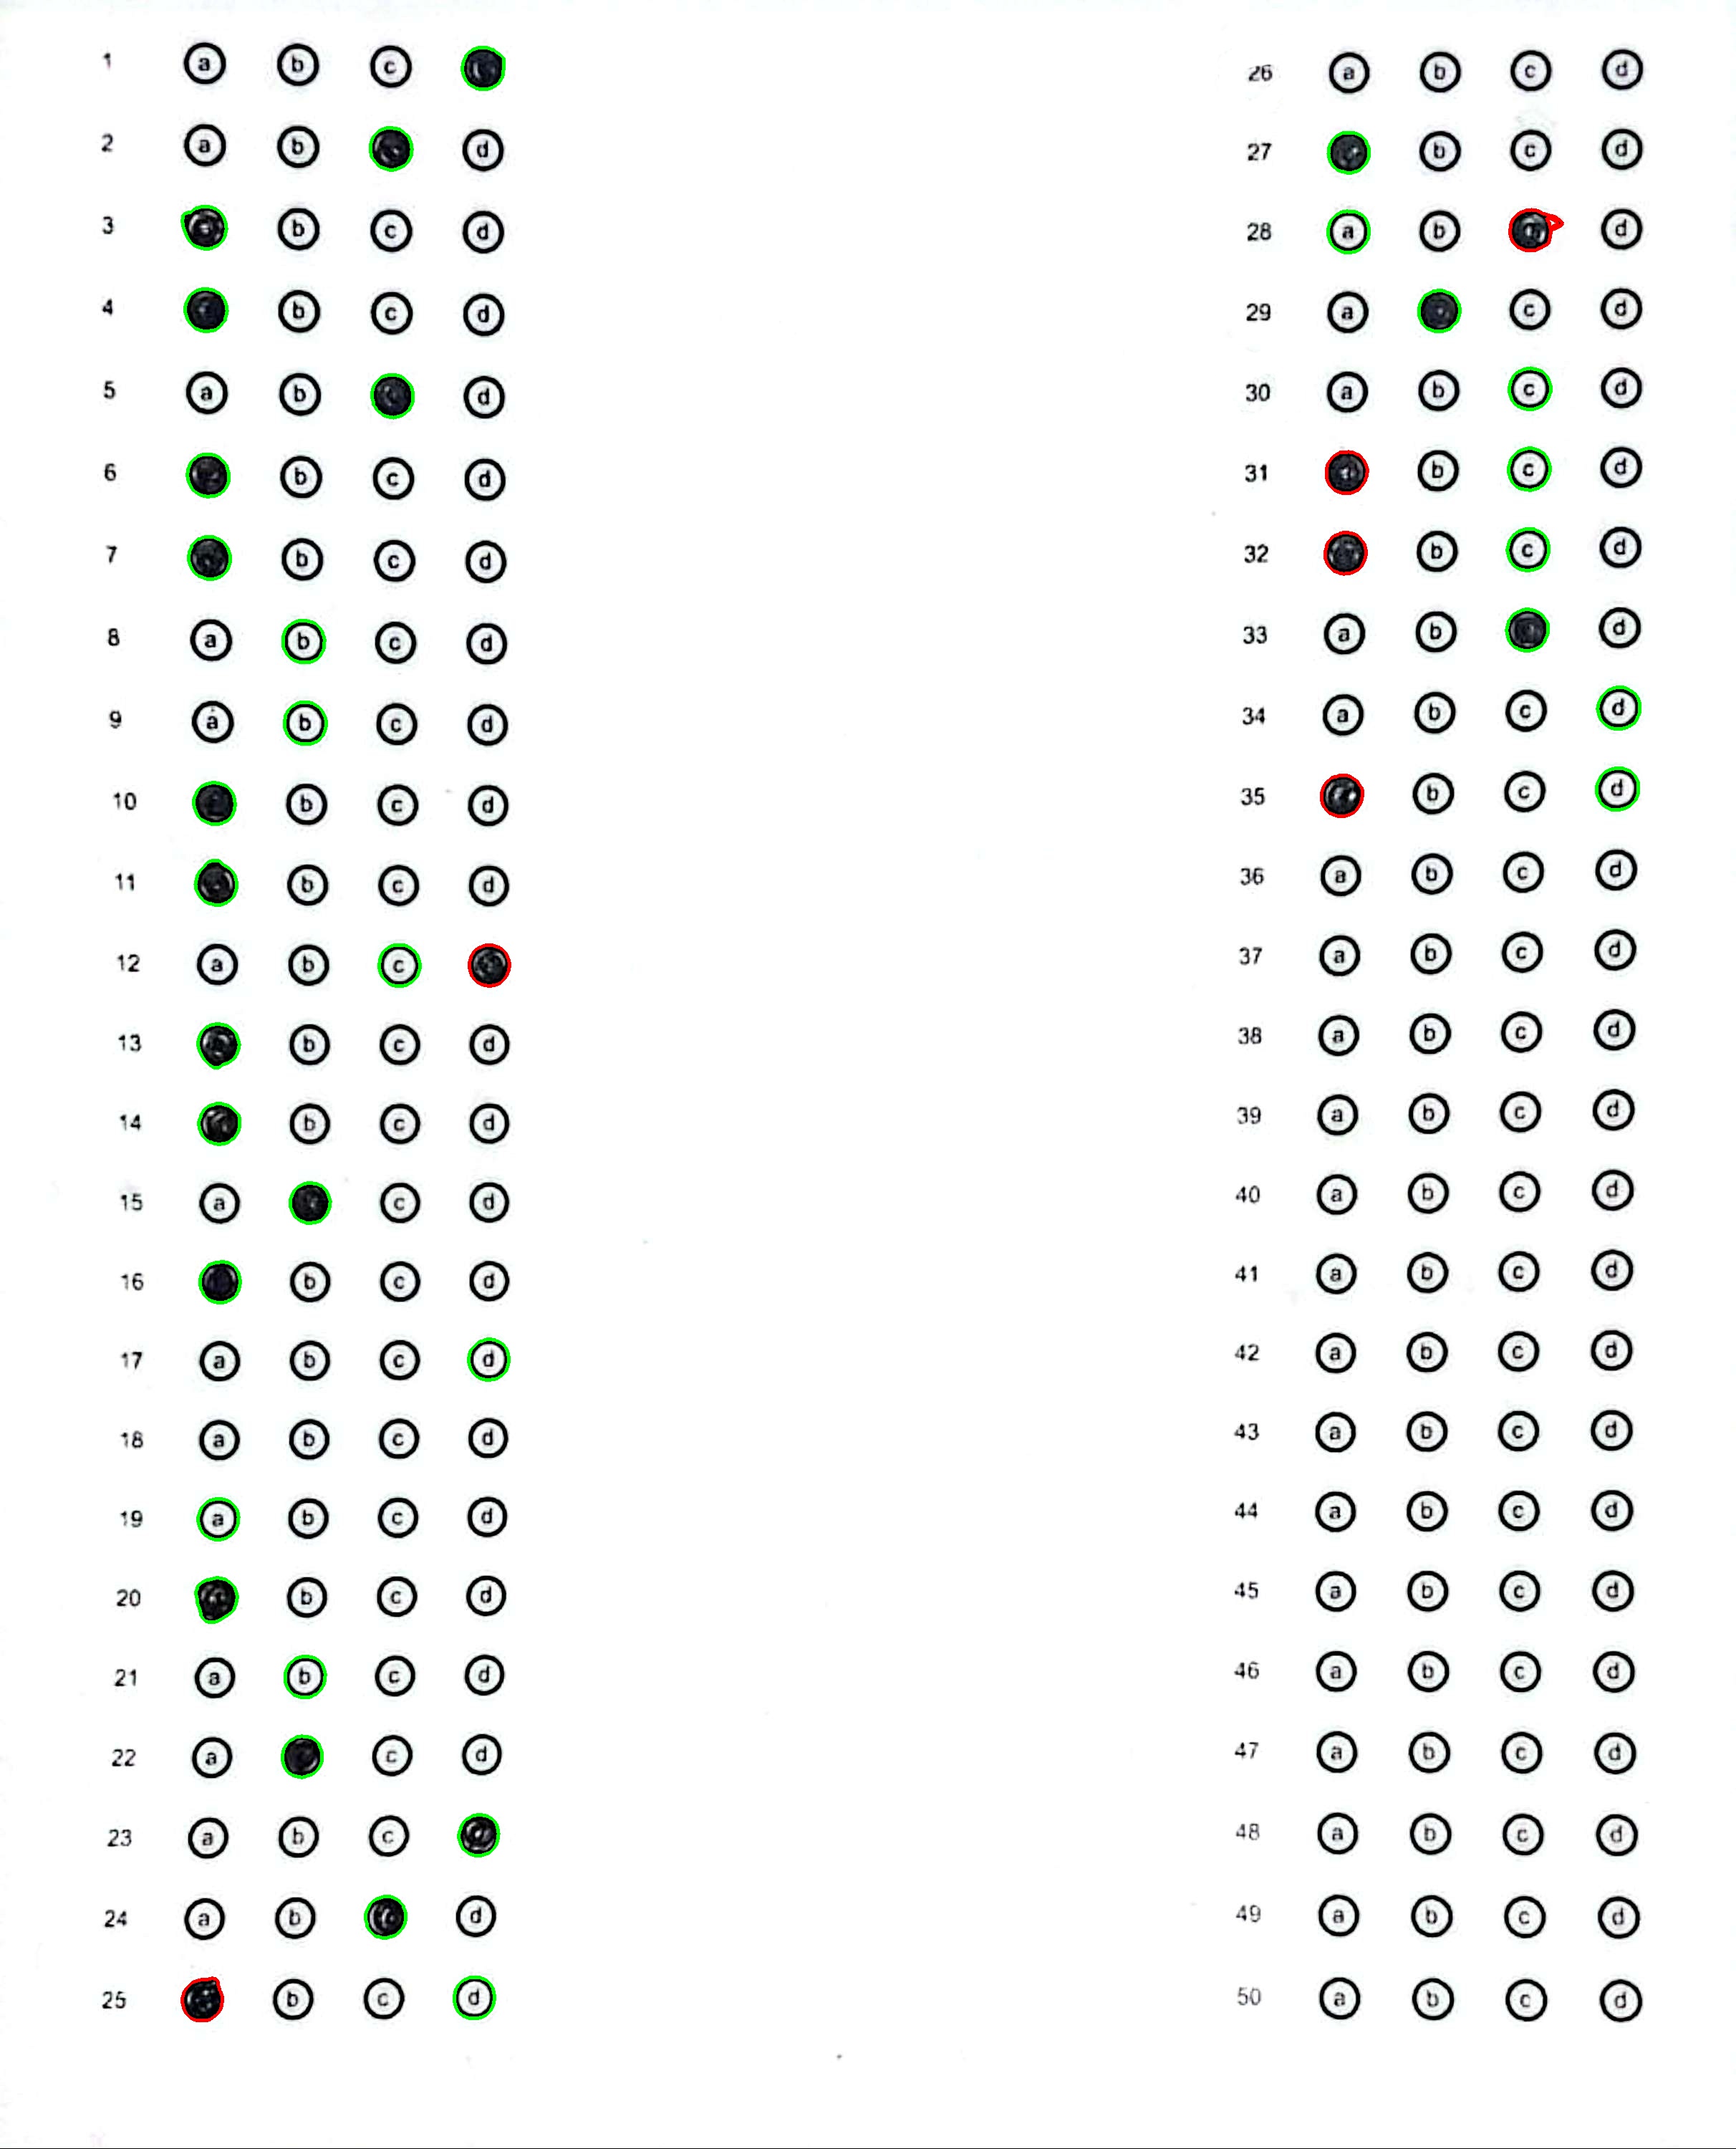 1 a b c
2 a b d
3 b c d
4 b c d
5 a b d
6 b c d
7 b c d
8 a b c d
9 a b c d
10 b c d
11 b c d
12 a b c
13 b c d
14 b c d
15 a c d
16 b c d
17 a b c d
18 a b c d
19 a b c d
20 b c d
21 a b c d
22 a c d
23 a b c
24 a b d
25 b c d
26 a b c d
27 b c d
28 a b d
29 a c d
30 a b c d
31 b c d
32 b c d
33 a b d
34 a b c d
35 b c d
36 a b c d
37 a b c d
38 a b c d
39 a b c d
40 a b c d
41 a b c d
42 a b c d
43 a b c d
44 a b c d
45 a b c d
46 a b c d
47 a b c d
48 a b c d
49 a b c d
50 a b c d